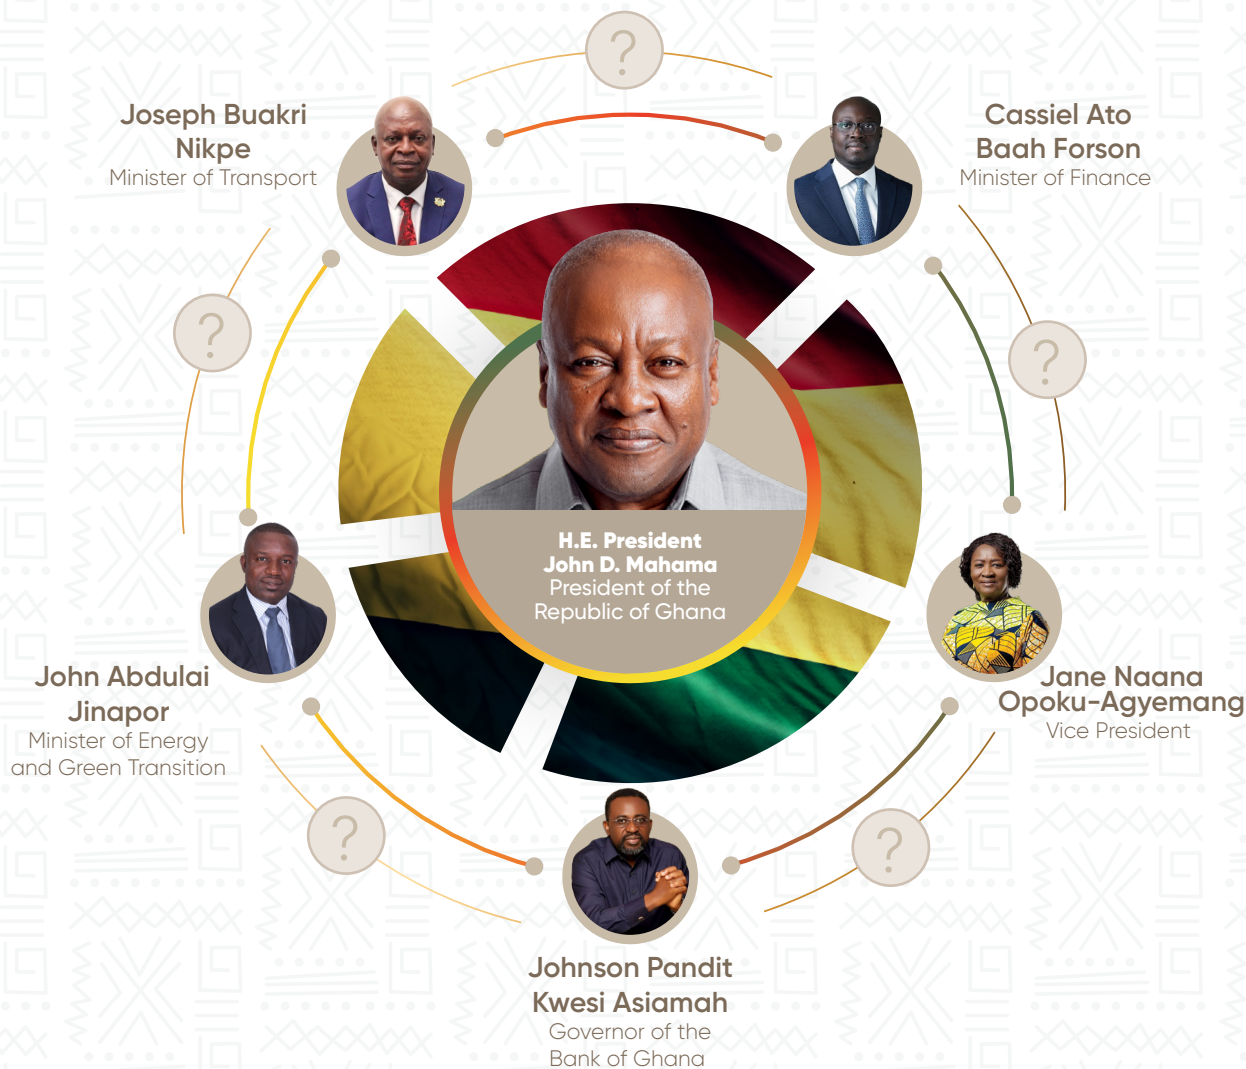 ?
Joseph Buakri
Nikpe
Minister of Transport
Cassiel Ato
Baah Forson
Minister of Finance
?
?
H.E. President
John D. Mahama
President of the
Republic of Ghana
John Abdulai
Jinapor
Minister of Energy
and Green Transition
Jane Naana
Opoku-Agyemang
Vice President
?
?
Johnson Pandit
Kwesi Asiamah
Governor of the
Bank of Ghana